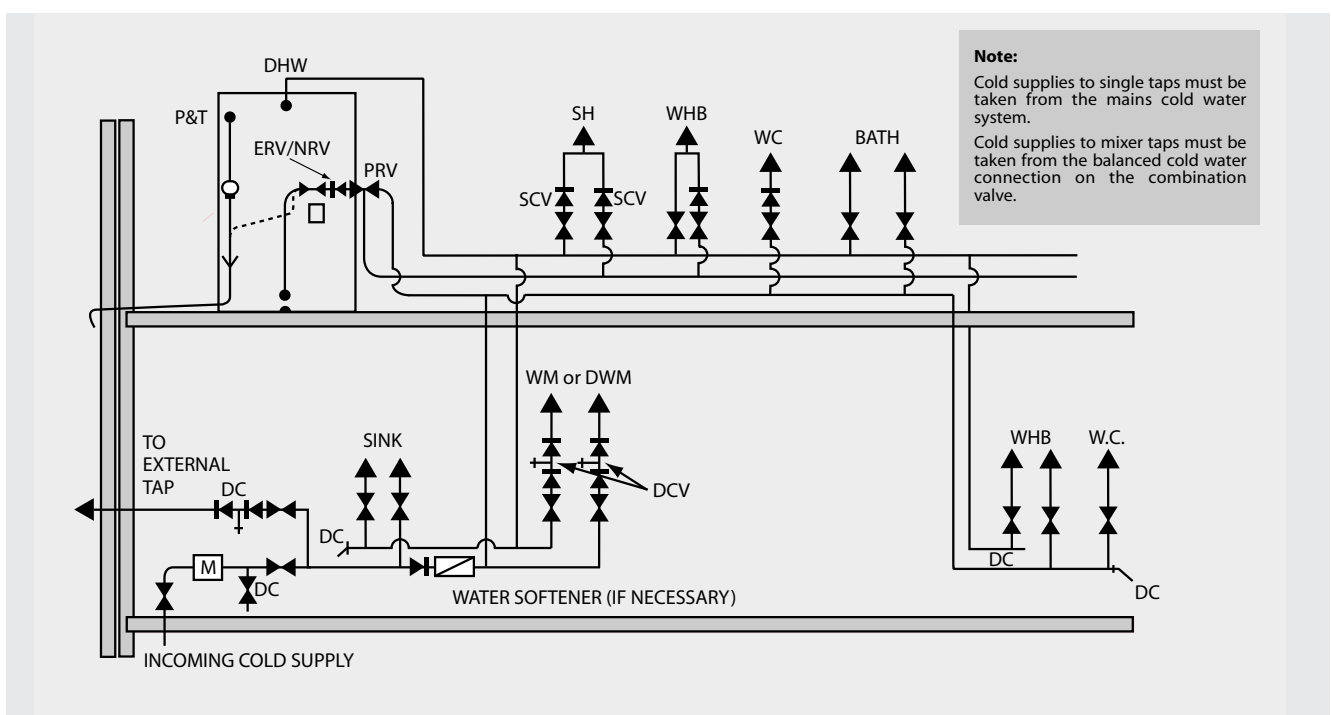 DHW
P&T
ERV/NRV
PRV
SH
WHB
WC
BATH
SCV
SCV
Note:
Cold supplies to single taps must be
taken from the mains cold water
system.
Cold supplies to mixer taps must be
taken from the balanced cold water
connection on the combination
valve.
WM or DWM
TO
EXTERNAL
TAP
DC
SINK
DCV
WHB
W.C.
DC
M
DC
DC
DC
WATER SOFTENER (IF NECESSARY)
INCOMING COLD SUPPLY